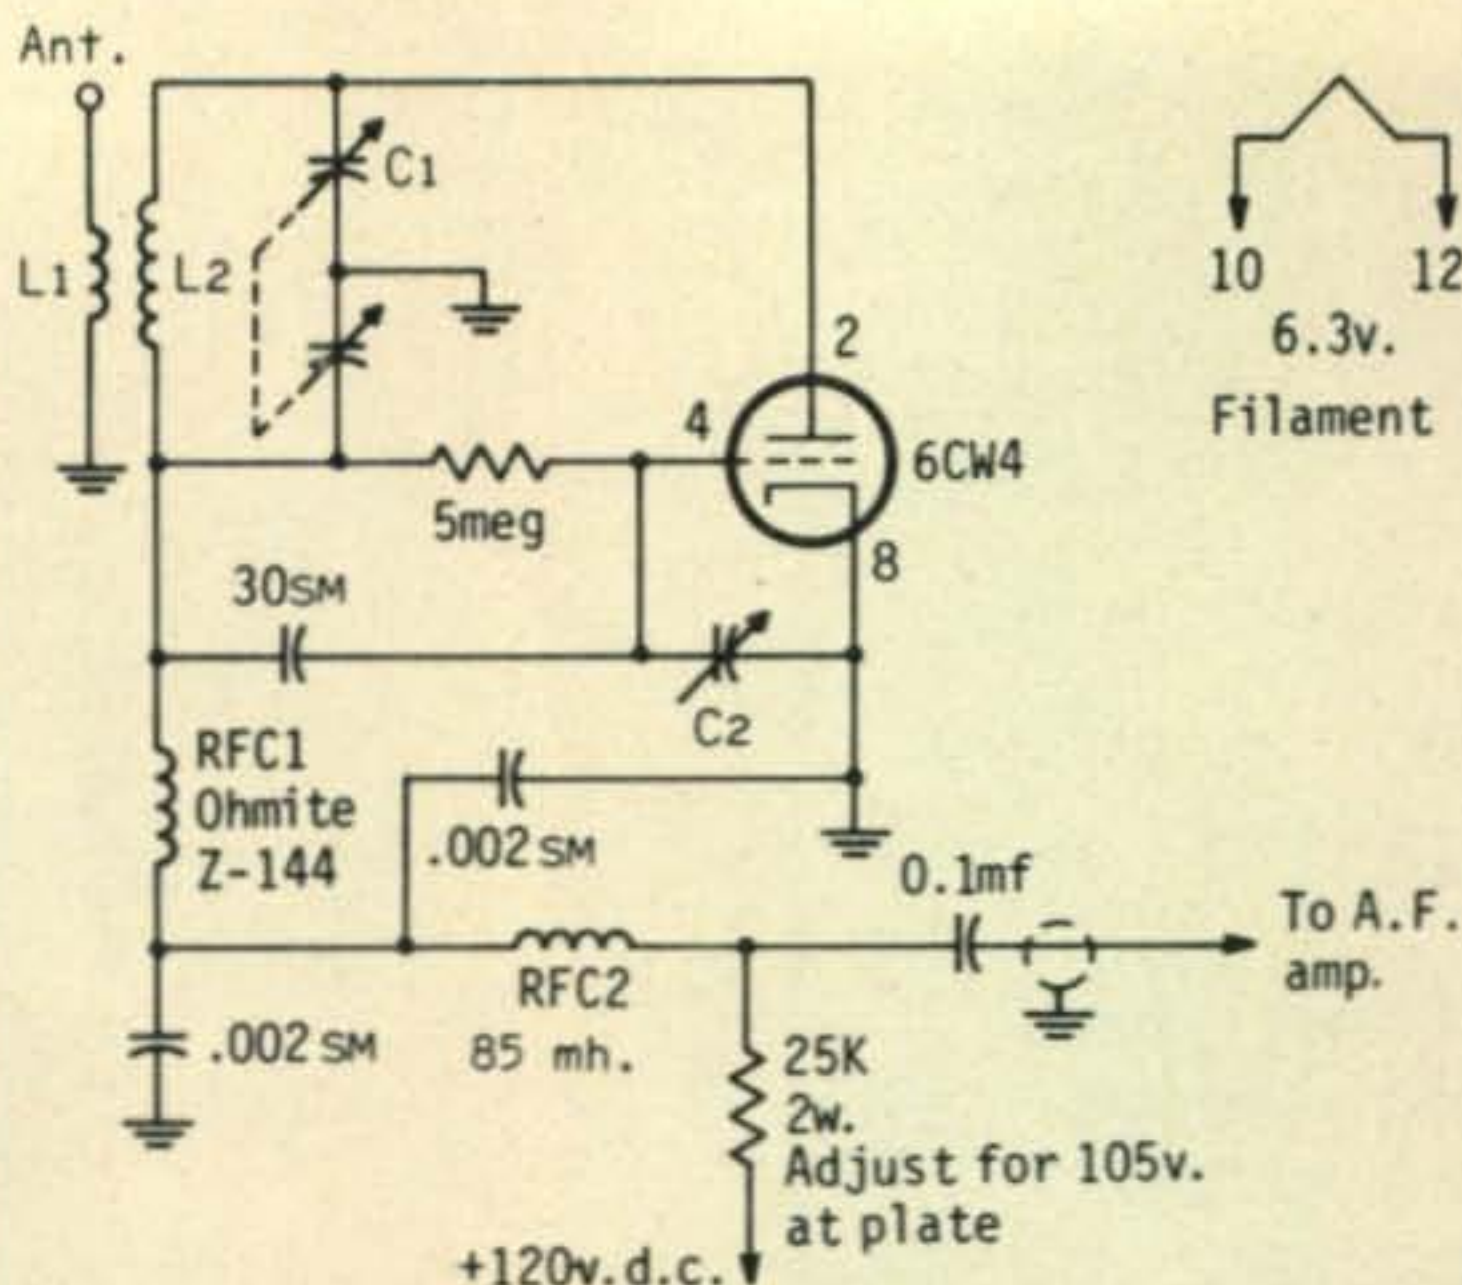 Ant.
C1
L1
L2
10
12
6.3v.
Filament
2
4
6CW4
5meg
8
30SM
C2
RFC1
Ohmite
Z-144
.002SM
0.1mf
To A.F.
amp.
RFC2
85 mh.
.002SM
25K
2w.
Adjust for 105v.
at plate
+120v.d.c.